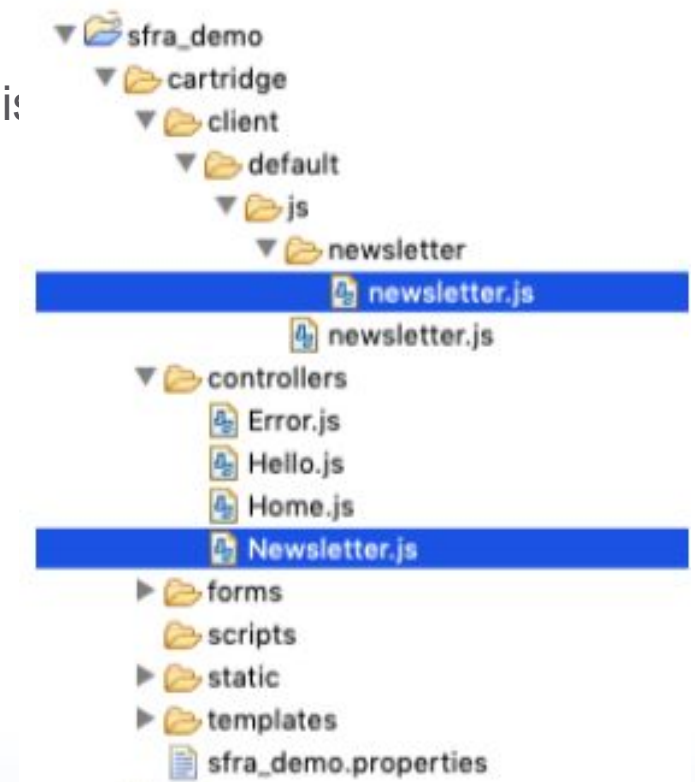 sfra_demo
cartridge
is
client
default
js
newsletter
newsletter.js
newsletter.js
controllers
Error.js
Hello.js
Home.js
Newsletter.js
forms
scripts
static
templates
sfra_demo.properties